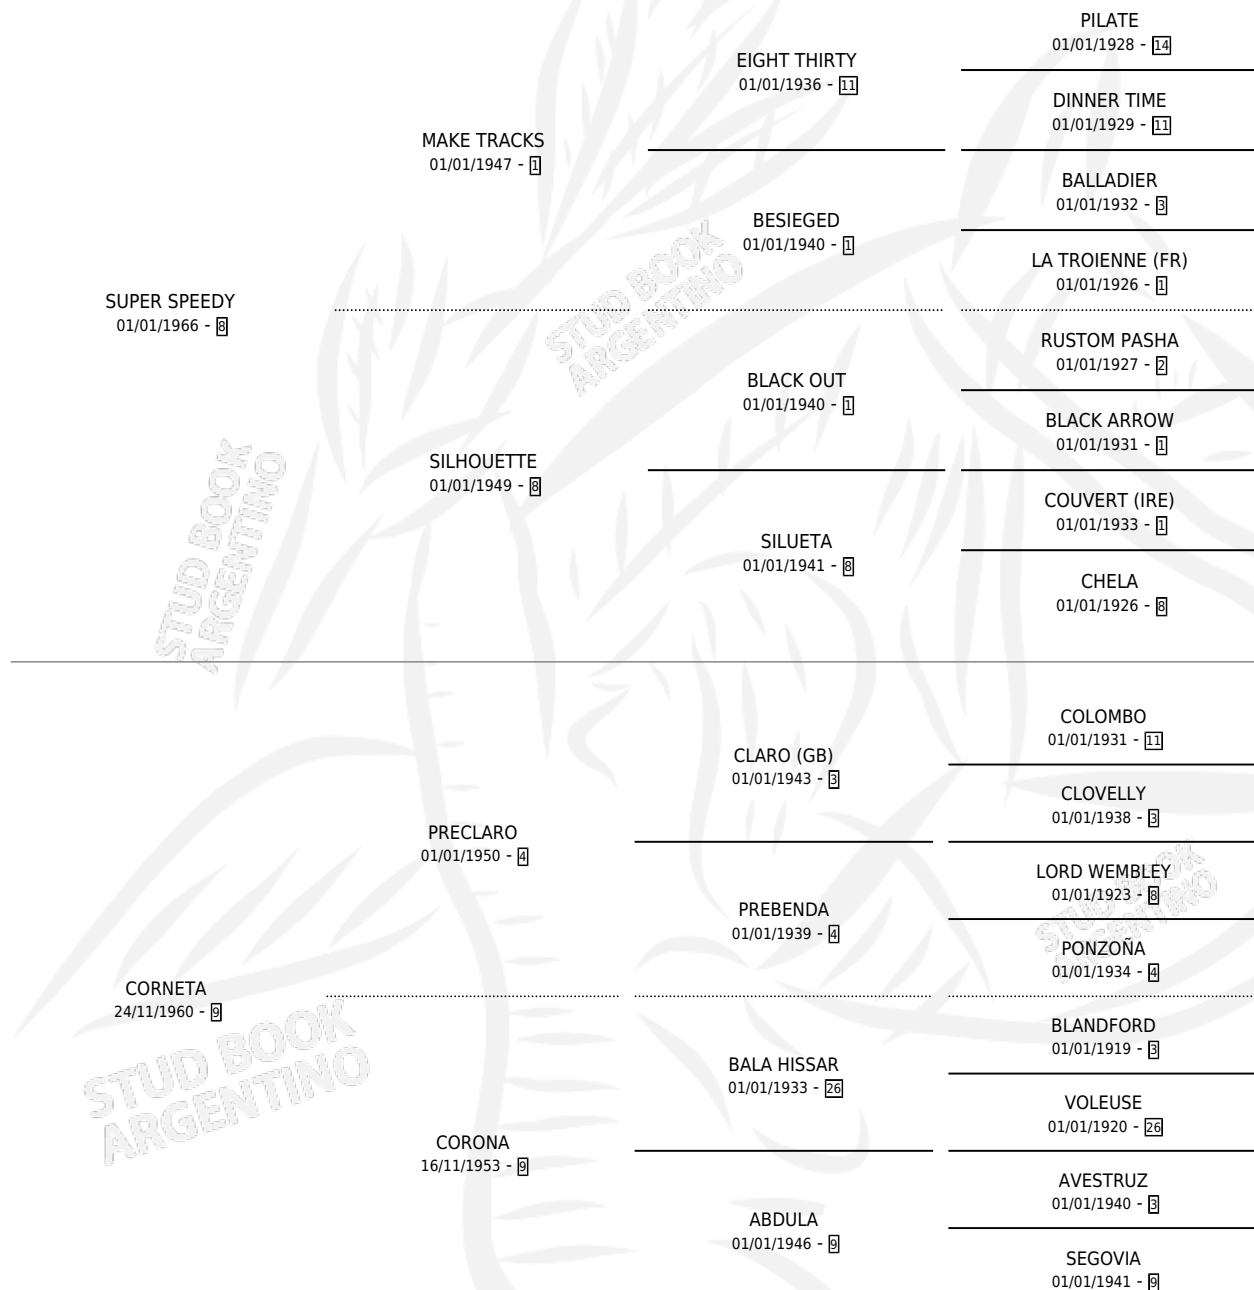 PILATE
01/01/1928 - 14
EIGHT THIRTY
01/01/1936 - 11
DINNER TIME
01/01/1929 - 11
MAKE TRACKS
01/01/1947 - 1
BALLADIER
01/01/1932 - 3
BESIEGED
01/01/1940 - 1
LA TROIENNE (FR)
01/01/1926 - 1
SUPER SPEEDY
01/01/1966 - 8
STUD BOOK
ARGENTINO
RUSTOM PASHA
01/01/1927 - 2
BLACK OUT
01/01/1940 - 1
BLACK ARROW
01/01/1931 - 1
SILHOUETTE
01/01/1949 - 8
COUVERT (IRE)
01/01/1933 - 1
SILUETA
01/01/1941 - 8
CHELA
01/01/1926 - 8
STUD BOOK
ARGENTINO
COLOMBO
01/01/1931 - 11
CLARO (GB)
01/01/1943 - 3
CLOVELLY
01/01/1938 - 3
PRECLARO
01/01/1950 - 4
LORD WEMBLEY
01/01/1923 - 8
PREBENDA
01/01/1939 - 4
PONZOÑA
01/01/1934 - 4
STUD BOOK
ARGENTINO
CORNETA
24/11/1960 - 9
BLANDFORD
01/01/1919 - 3
BALA HISSAR
01/01/1933 - 26
VOLEUSE
01/01/1920 - 26
STUD BOOK
ARGENTINO
CORONA
16/11/1953 - 9
AVESTRUZ
01/01/1940 - 3
ABDULA
01/01/1946 - 9
SEGOVIA
01/01/1941 - 9